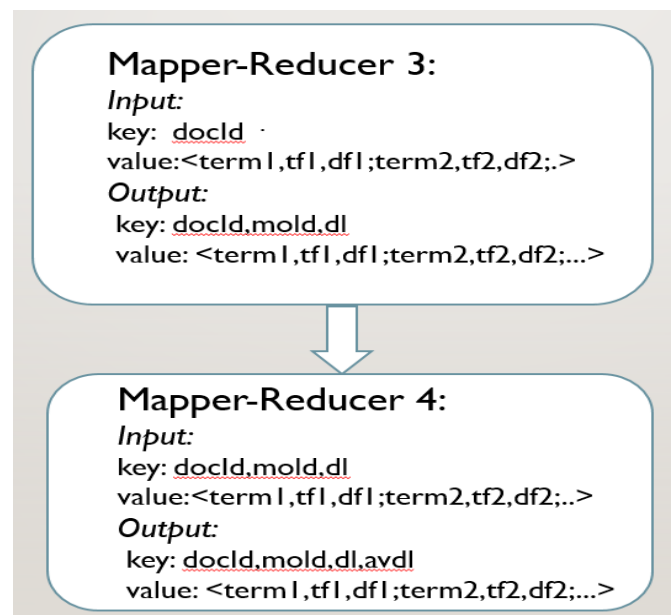 Mapper-Reducer 3:
Input:
key: docId .
value:<term1,tf1,df1;term2,tf2,df2;.>
Output:
key: docId,mold,dl
value: <term1,tf1,df1;term2,tf2,df2;...>
Mapper-Reducer 4:
Input:
key: docId,mold,dl
value:<term1,tf1,df1;term2,tf2,df2;..>
Output:
key: docId,mold,dl,avdl
value: <term1,tf1,df1;term2,tf2,df2;...>